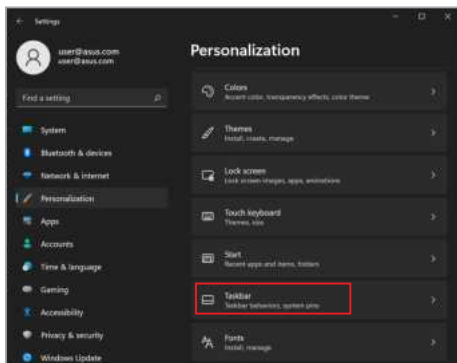 Settings
user@asus.com
user@asus.com
Find a setting
System
Bluetooth & devices
Network & internet
Personalization
Apps
Accounts
Time & language
Gaming
Accessibility
Privacy & security
Windows Update
Personalization
Colors
Accent color, transparency effects, color theme
Themes
Install, create, manage
Lock screen
Lock screen images, apps, animations
Touch keyboard
Themes, size
Start
Recent apps and items, folders
Taskbar
Taskbar behaviors, system pins
Fonts
Install, manage